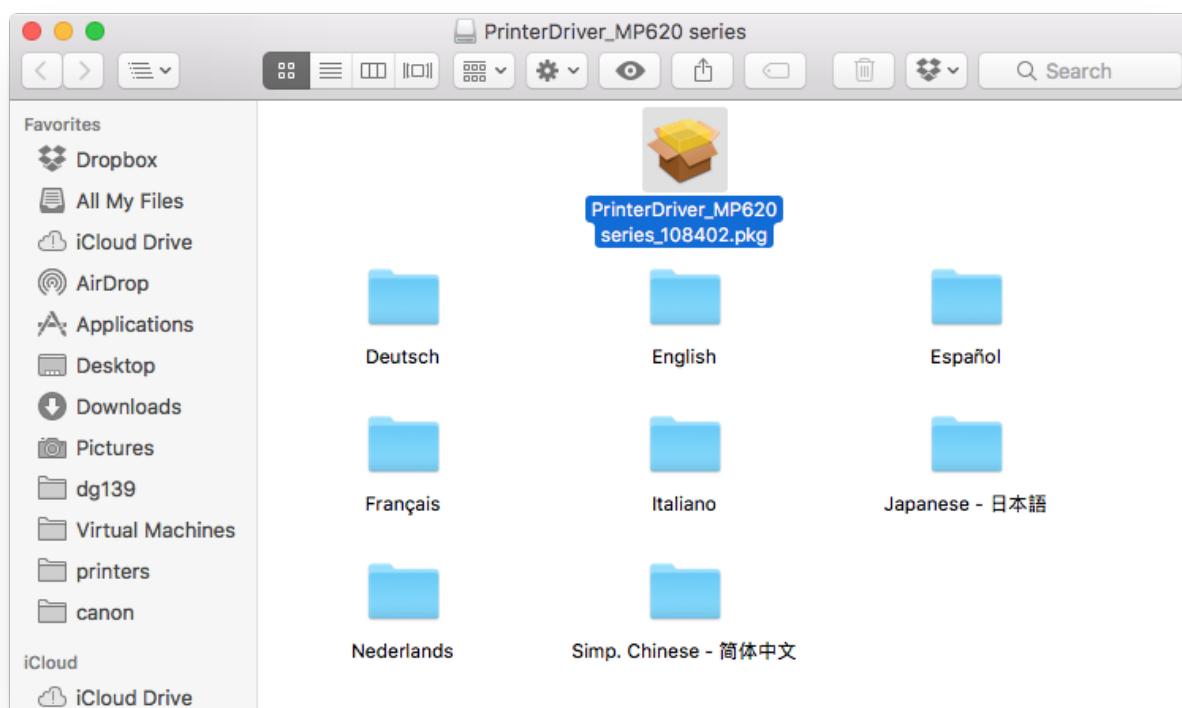 PrinterDriver_MP620 series
Search
Favorites
Dropbox
All My Files
iCloud Drive
AirDrop
Applications
Desktop
Downloads
Pictures
dg139
Virtual Machines
printers
canon
iCloud
iCloud Drive
PrinterDriver_MP620
series_108402.pkg
Deutsch
English
Español
Français
Italiano
Japanese - 日本語
Nederlands
Simp. Chinese - 简体中文